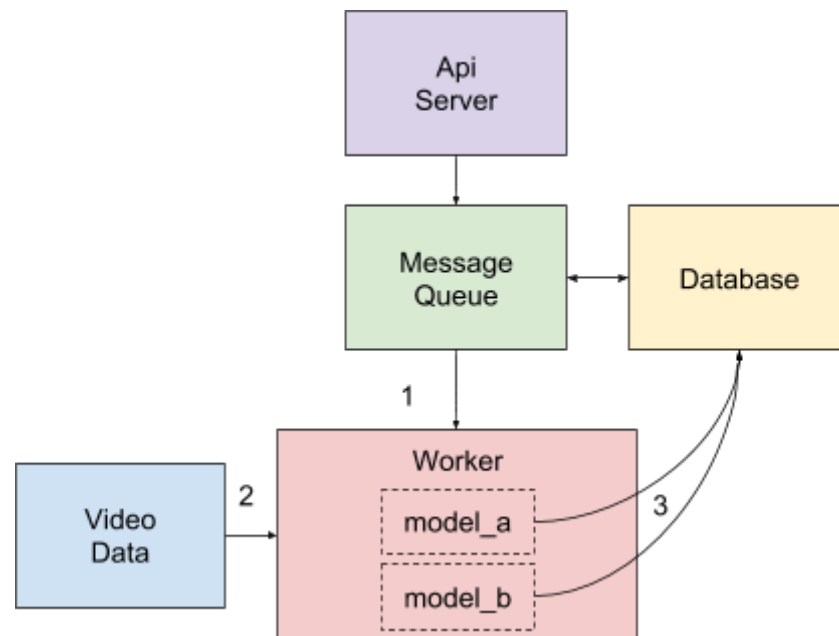 Api
Server
Message
Queue
Database
1
Worker
2
Video
Data
model_a
3
model_b